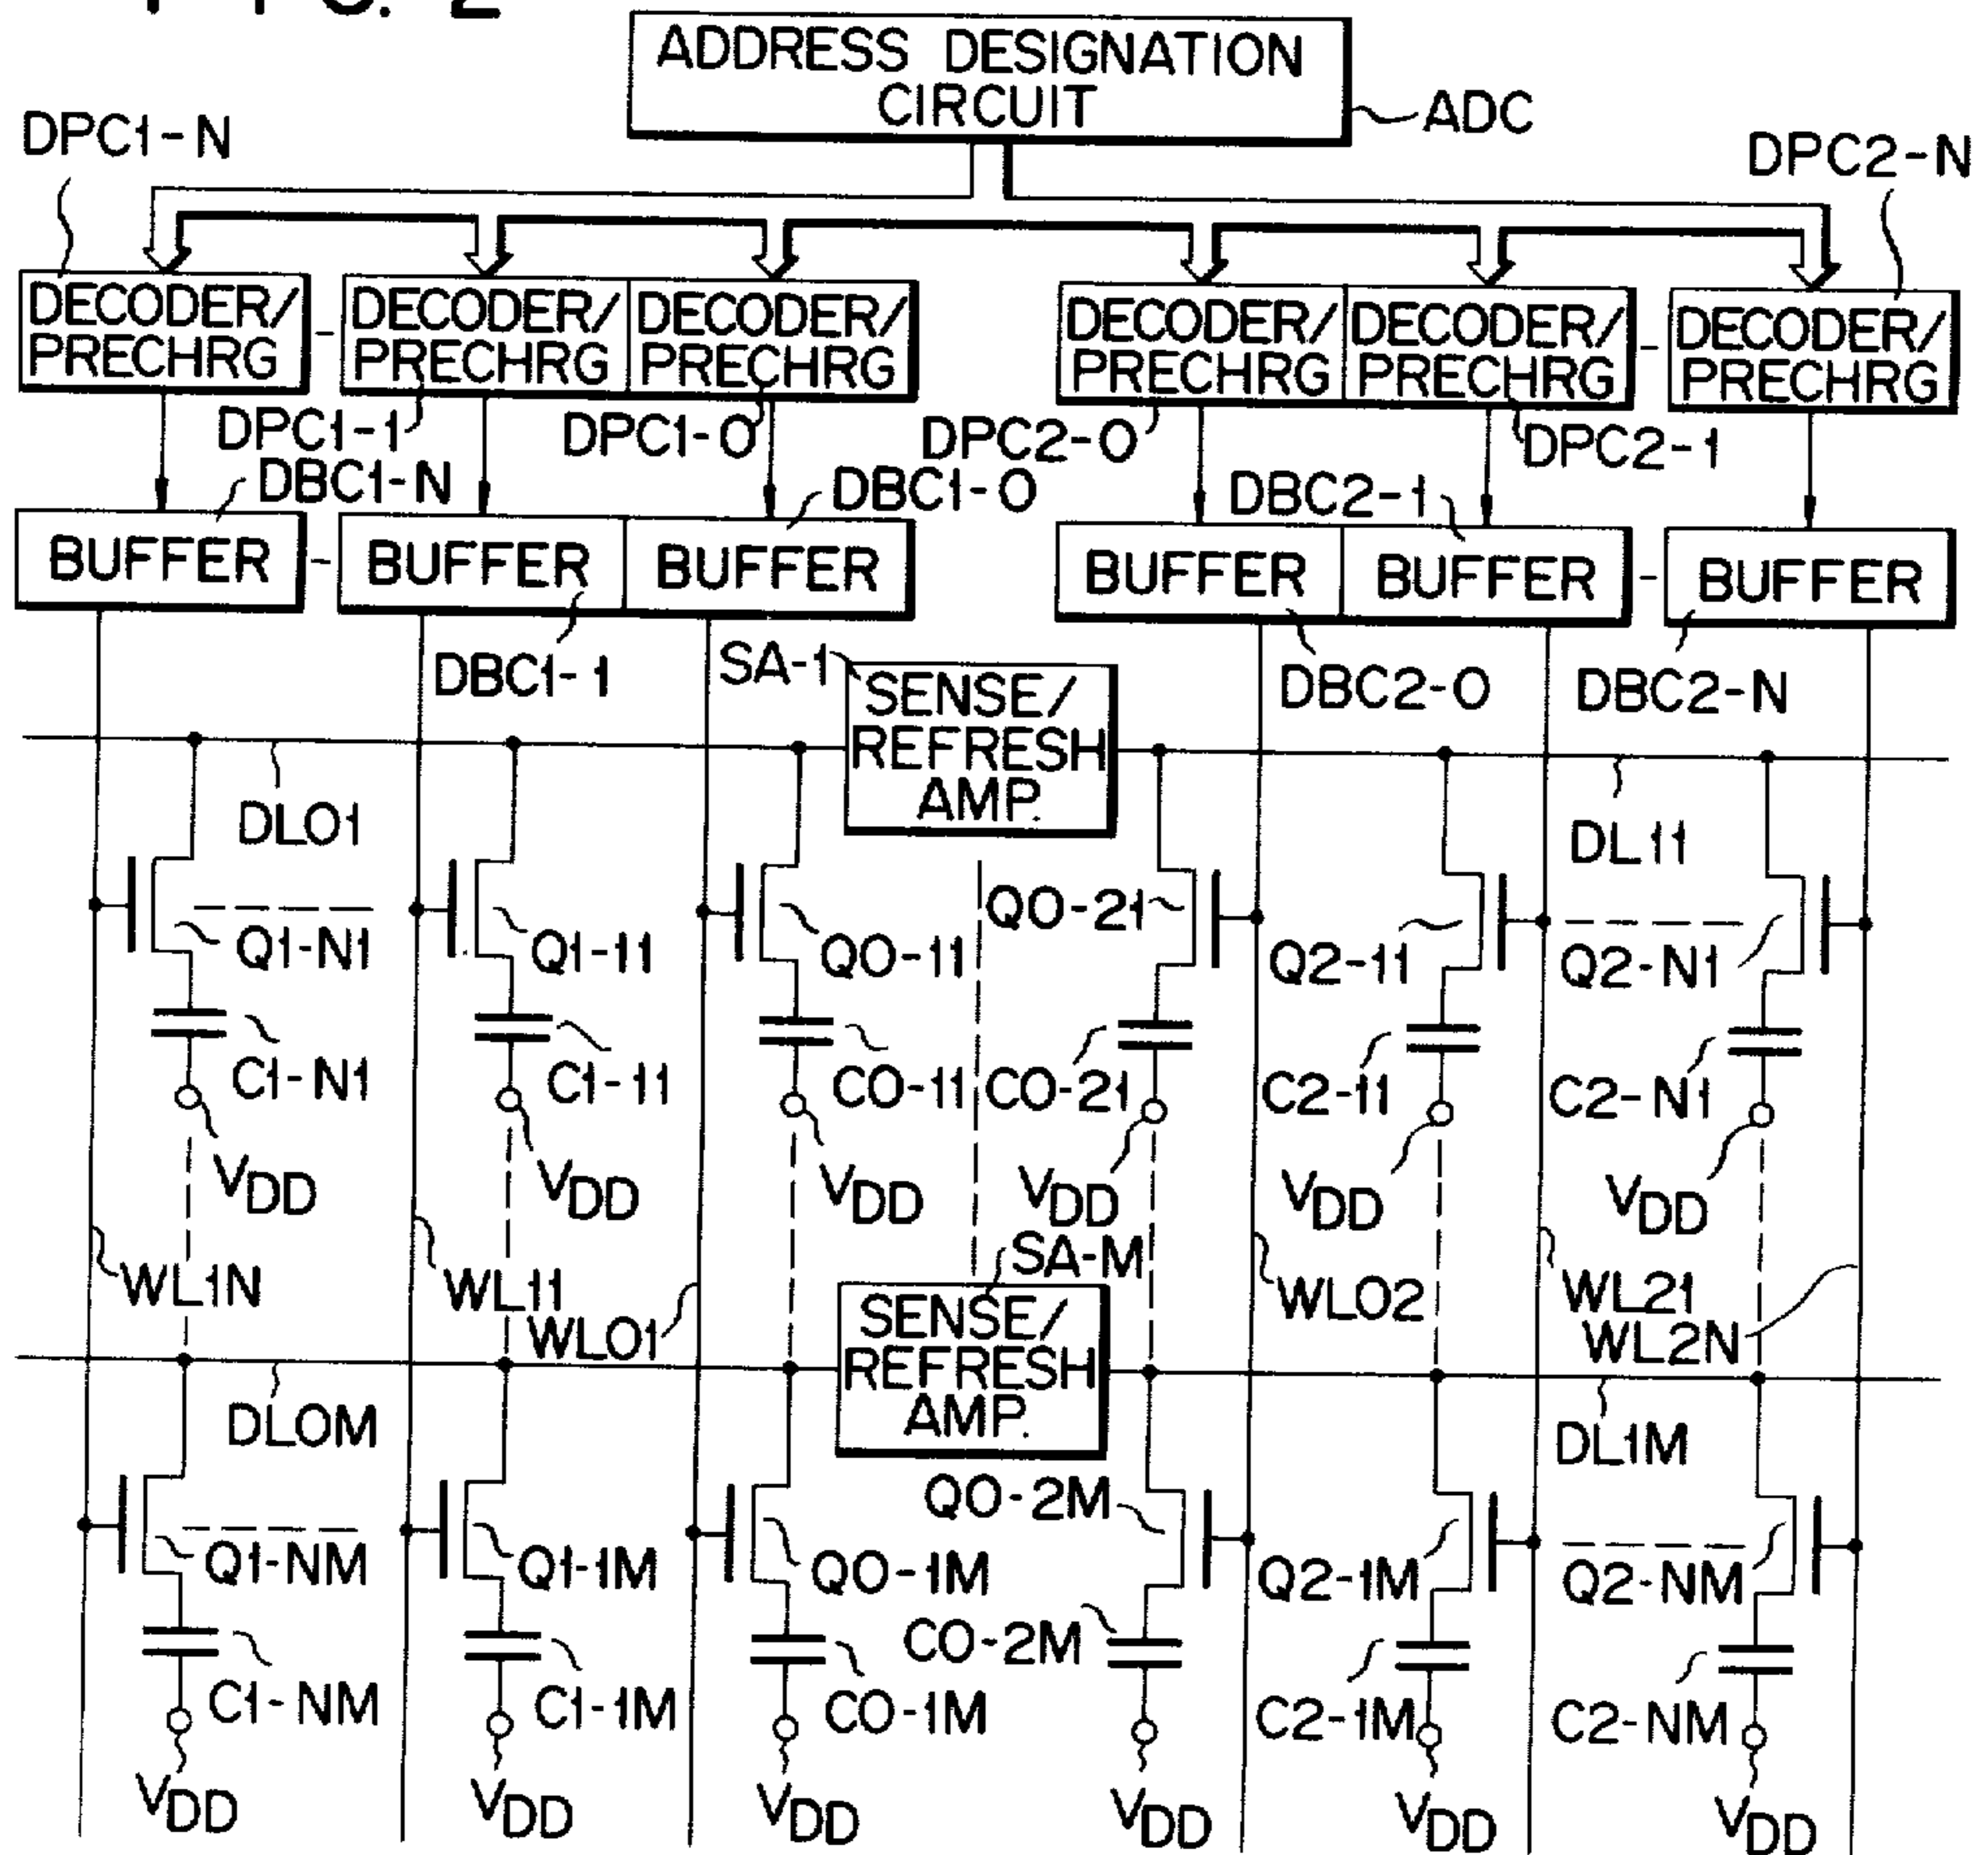 FIG. 2
ADDRESS DESIGNATION
CIRCUIT
ADC
DPC1-N
DPC2-N
DECODER/
PRECHRG
DECODER/
PRECHRG
DECODER/
PRECHRG
DECODER/
PRECHRG
DECODER/
PRECHRG
DECODER/
PRECHRG
DPC1-1
DPC1-0
DPC2-0
DPC2-1
DBC1-N
DBC1-0
DBC2-1
BUFFER
BUFFER
BUFFER
BUFFER
BUFFER
BUFFER
DBC1-1
SA-1
DBC2-0
DBC2-N
SENSE/
REFRESH
AMP.
DL01
DL11
Q1-N1
Q1-11
Q0-11
Q0-21
Q2-11
Q2-N1
C1-N1
C1-11
C0-11
C0-21
C2-11
C2-N1
VDD
VDD
VDD
VDD
VDD
VDD
SA-M
WL1N
WL11
WL01
WL02
WL21
WL2N
SENSE/
REFRESH
AMP.
DL0M
DL1M
Q1-NM
Q1-1M
Q0-1M
Q0-2M
Q2-1M
Q2-NM
C1-NM
C1-1M
C0-1M
C0-2M
C2-1M
C2-NM
VDD
VDD
VDD
VDD
VDD
VDD